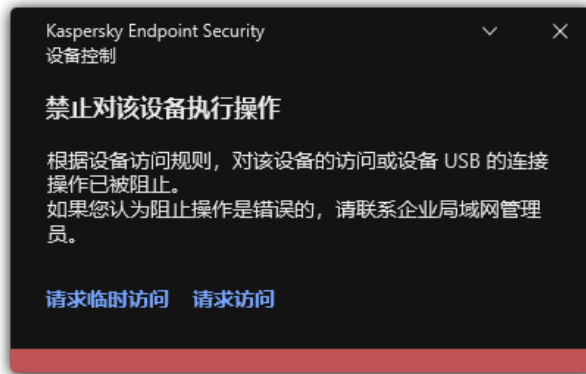 Kaspersky Endpoint Security
设备控制
禁止对该设备执行操作
根据设备访问规则，对该设备的访问或设备 USB 的连接
操作已被阻止。
如果您认为阻止操作是错误的，请联系企业局域网管理
员。
请求临时访问 请求访问